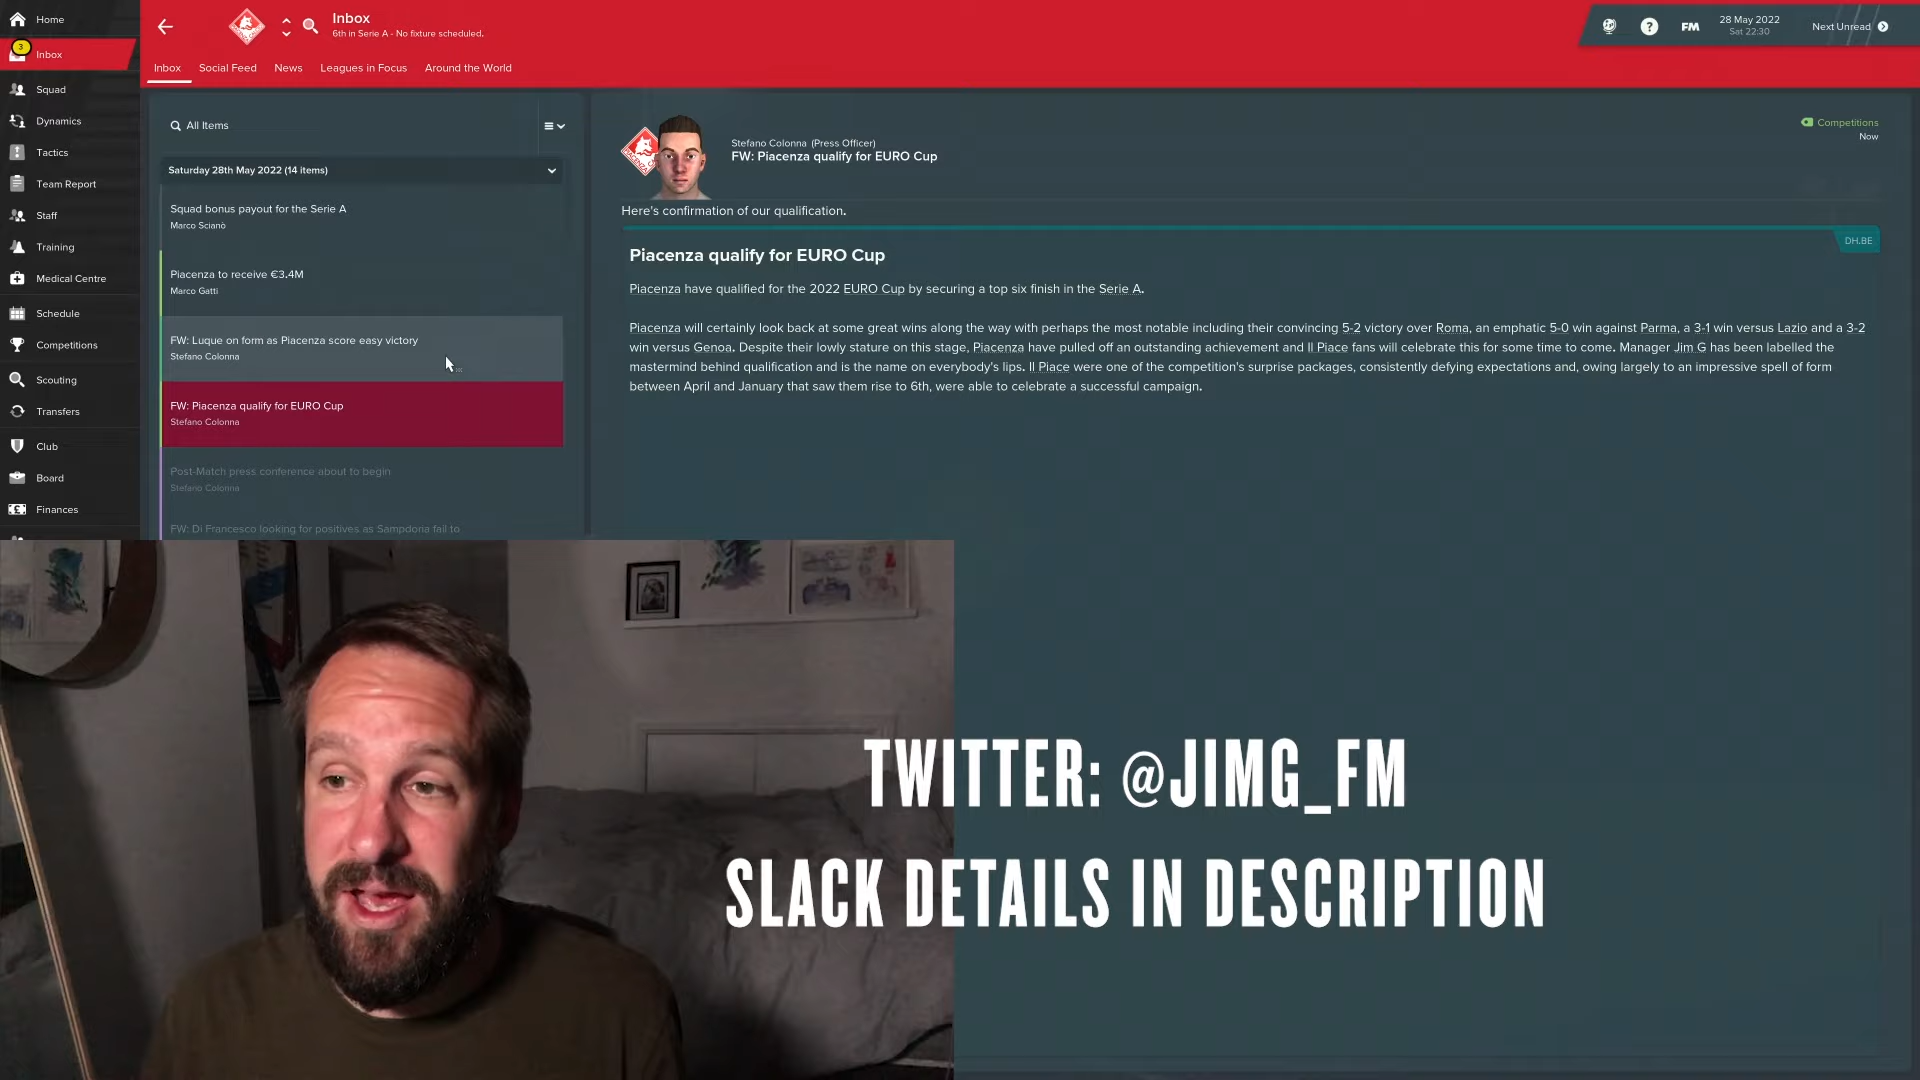 Home
3
Inbox
Squad
Dynamics
Tactics
Team Report
Staff
Training
Medical Centre
Schedule
Competitions
Scouting
Transfers
Club
Board
Finances
Inbox
6th in Serie A - No fixture scheduled.
Inbox Social Feed News Leagues in Focus Around the World
? FM 28 May 2022
Sat 22:30
Next Unread
All Items
Saturday 28th May 2022 (14 items)
Squad bonus payout for the Serie A
Marco Scianò
Piacenza to receive €3.4M
Marco Gatti
FW: Luque on form as Piacenza score easy victory
Stefano Colonna
FW: Piacenza qualify for EURO Cup
Stefano Colonna
Post-Match press conference about to begin
Stefano Colonna
FW: Di Francesco looking for positives as Sampdoria fail to
Stefano Colonna (Press Officer)
FW: Piacenza qualify for EURO Cup
Competitions
Now
Here's confirmation of our qualification.
DH.BE
Piacenza qualify for EURO Cup
Piacenza have qualified for the 2022 EURO Cup by securing a top six finish in the Serie A.
Piacenza will certainly look back at some great wins along the way with perhaps the most notable including their convincing 5-2 victory over Roma, an emphatic 5-0 win against Parma, a 3-1 win versus Lazio and a 3-2
win versus Genoa. Despite their lowly stature on this stage, Piacenza have pulled off an outstanding achievement and Il Piace fans will celebrate this for some time to come. Manager Jim G has been labelled the
mastermind behind qualification and is the name on everybody's lips. Il Piace were one of the competition's surprise packages, consistently defying expectations and, owing largely to an impressive spell of form
between April and January that saw them rise to 6th, were able to celebrate a successful campaign.
TWITTER: @JIMG_FM
SLACK DETAILS IN DESCRIPTION